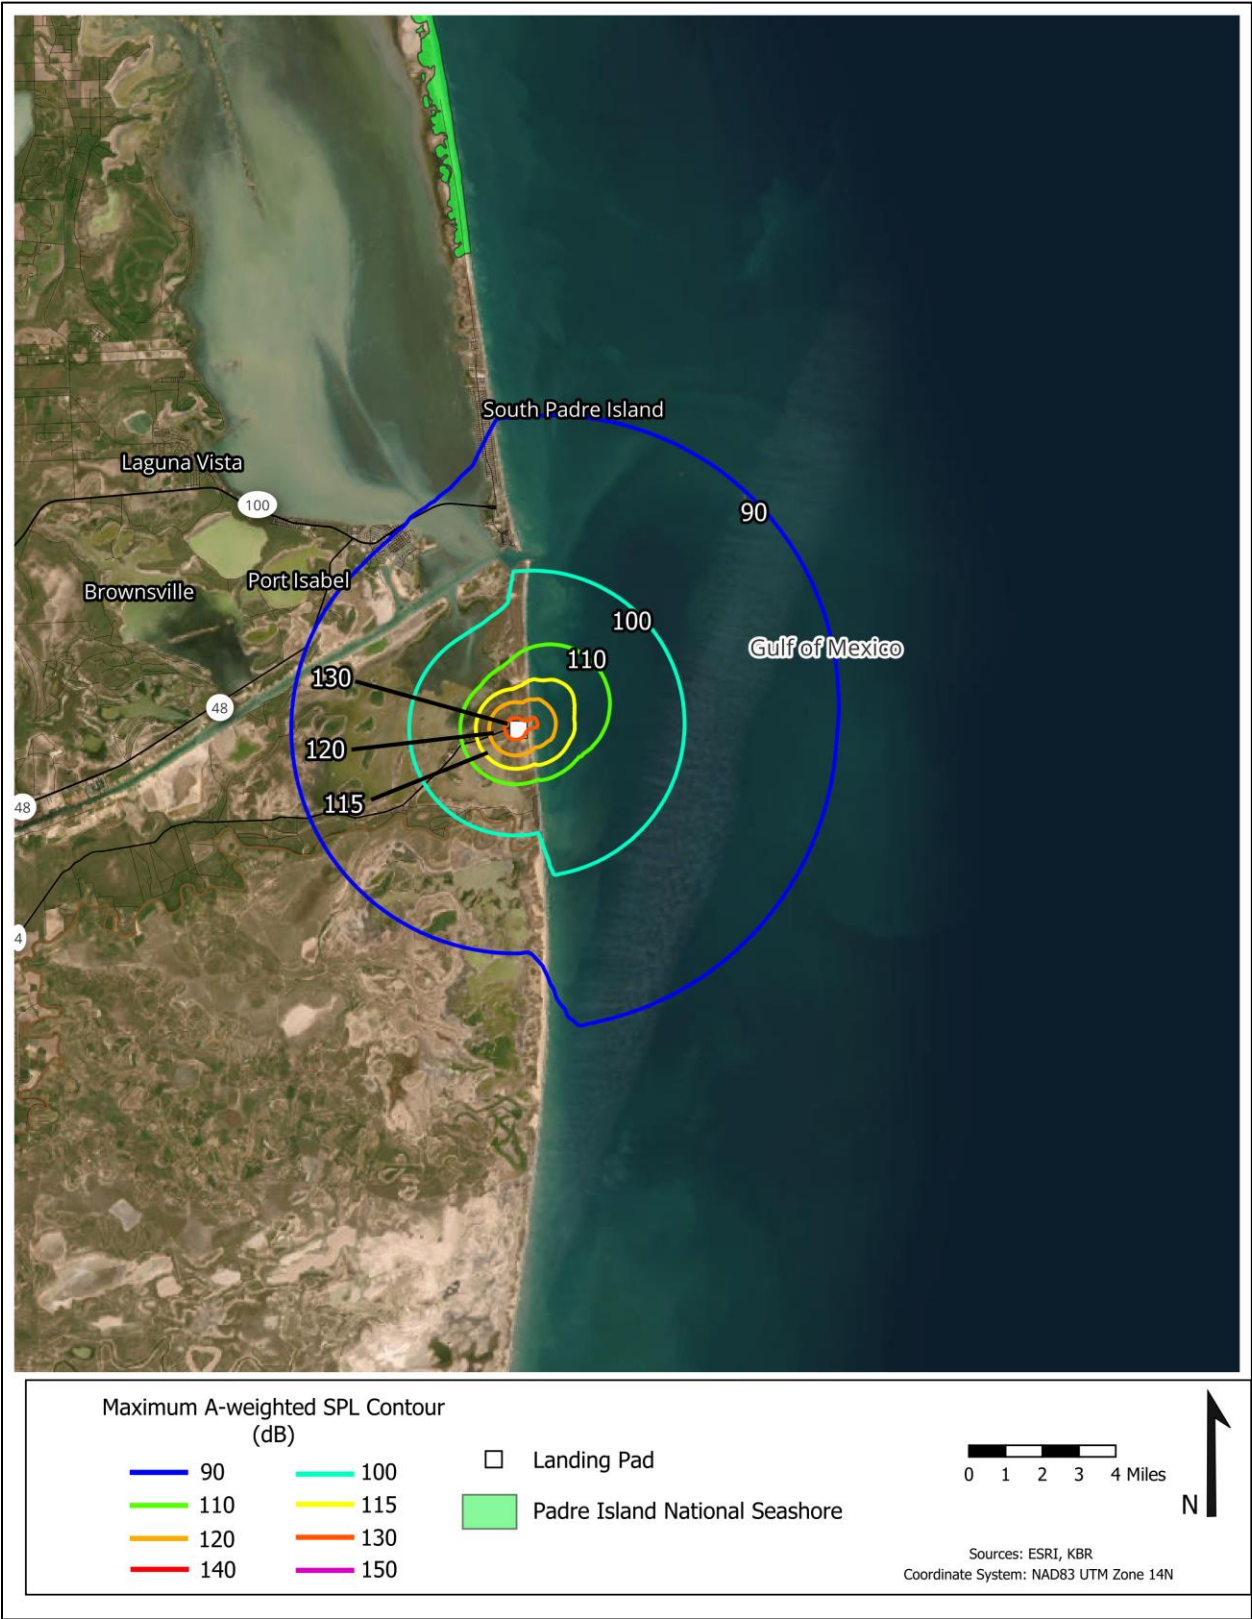 South Padre Island
Laguna Vista
100
90
Port Isabel
Brownsville
100
Gulf of Mexico
110
130
48
120
115
48
4
Maximum A-weighted SPL Contour
(dB)
90
100
110
115
120
130
140
150
Landing Pad
Padre Island National Seashore
0 1 2 3 4 Miles
N
Sources: ESRI, KBR
Coordinate System: NAD83 UTM Zone 14N